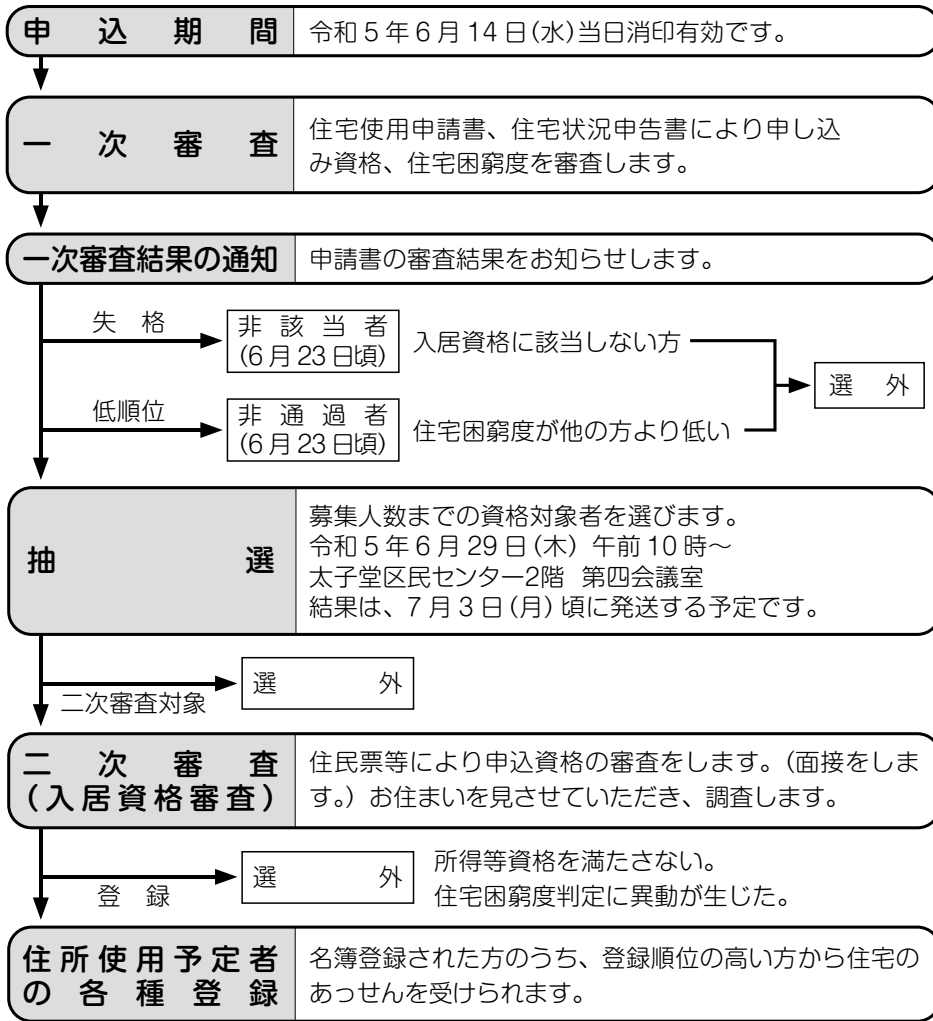 申込期間
令和5年6月14日(水)当日消印有効です。
一次審査
住宅使用申請書、住宅状況申告書により申し込
み資格、住宅困窮度を審査します。
一次審査結果の通知
申請書の審査結果をお知らせします。
失格
非該当者
(6月23日頃)
入居資格に該当しない方
選外
低順位
非通過者
(6月23日頃)
住宅困窮度が他の方より低い
抽選
募集人数までの資格対象者を選びます。
令和5年6月29日(木) 午前10時～
太子堂区民センター2階 第四会議室
結果は、7月3日(月)頃に発送する予定です。
選外
二次審査対象
二次審査
(入居資格審査)
住民票等により申込資格の審査をします。(面接をしま
す。)お住まいを見させていただき、調査します。
選外
所得等資格を満たさない。
住宅困窮度判定に異動が生じた。
登録
住所使用予定者
の各種登録
名簿登録された方のうち、登録順位の高い方から住宅の
あっせんを受けられます。